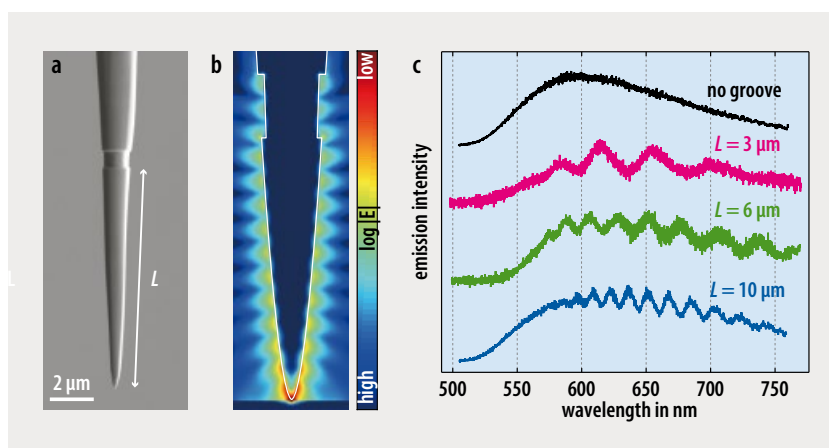 a
L
2 µm
b
low
log |E|
high
c
no groove
L = 3 µm
L = 6 µm
L = 10 µm
emission intensity
500 550 600 650 700 750
wavelength in nm
L